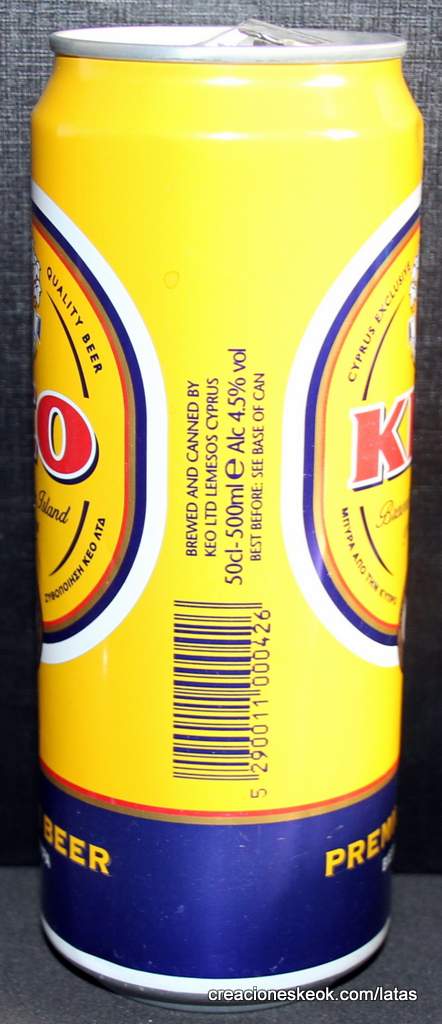 QUALITY BEER
Island
ΖΥΘΟΠΟΙΗΣΗ ΚΕΟ ΛΤΔ
BEER
BREWED AND CANNED BY
KEO LTD LEMESOS CYPRUS
50cl-500ml e Alc 4.5% vol
BEST BEFORE: SEE BASE OF CAN
5 290011 000426
CYPRUS EXCLUSIVE
KE
ΜΠΥΡΑ ΑΠΟ ΤΗΝ ΚΥΠΡΟ
PREM
creacioneskeok.com/latas